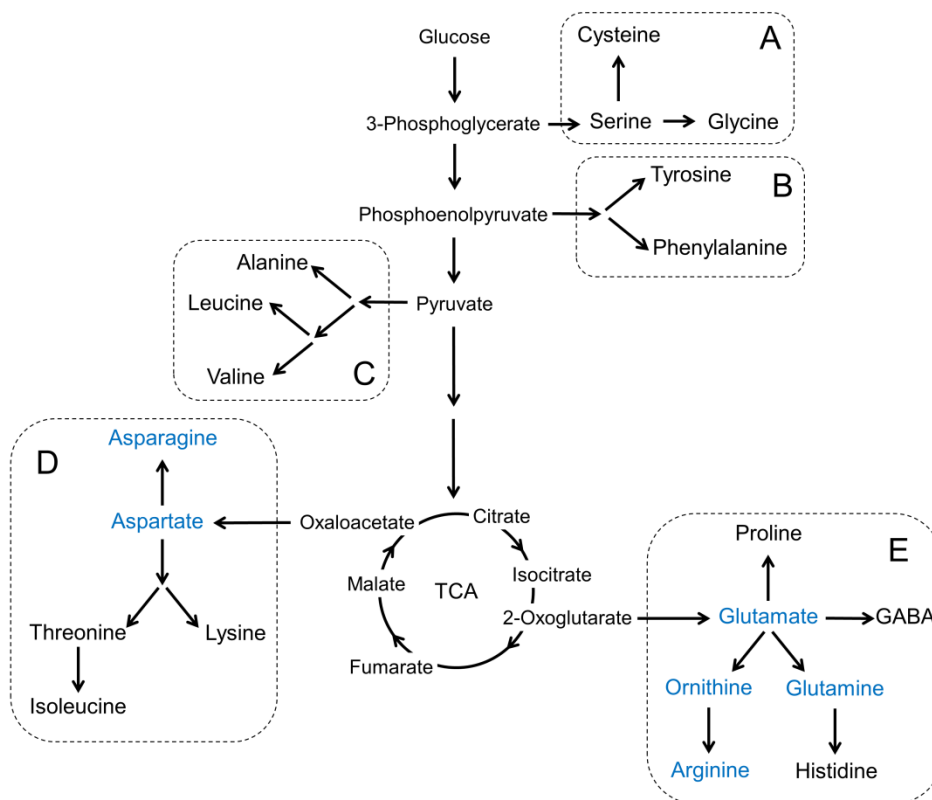 Glucose
Cysteine
A
3-Phosphoglycerate
Serine
Glycine
Phosphoenolpyruvate
Tyrosine
B
Phenylalanine
Alanine
Leucine
Pyruvate
Valine
C
D
Asparagine
Aspartate
Oxaloacetate
Citrate
Malate
TCA
Isocitrate
2-Oxoglutarate
Fumarate
Threonine
Lysine
Isoleucine
Proline
E
Glutamate
GABA
Ornithine
Glutamine
Arginine
Histidine